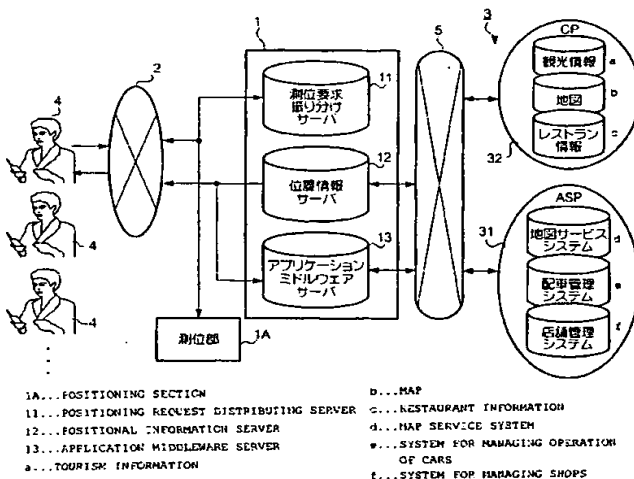 3
CP
1
5
2
観光情報
a
測位要求
振り分け
サーバ
11
4
地図
b
レストラン
情報
c
12
位置情報
サーバ
32
ASP
31
13
地図サービス
システム
d
4
アプリケーション
ミドルウェア
サーバ
配車管理
システム
e
4
測位部
1A
店舗管理
システム
f
1A...POSITIONING SECTION
11...POSITIONING REQUEST DISTRIBUTING SERVER
12...POSITIONAL INFORMATION SERVER
13...APPLICATION MIDDLEWARE SERVER
a...TOURISM INFORMATION
b...MAP
c...RESTAURANT INFORMATION
d...MAP SERVICE SYSTEM
e...SYSTEM FOR MANAGING OPERATION
OF CARS
f...SYSTEM FOR MANAGING SHOPS